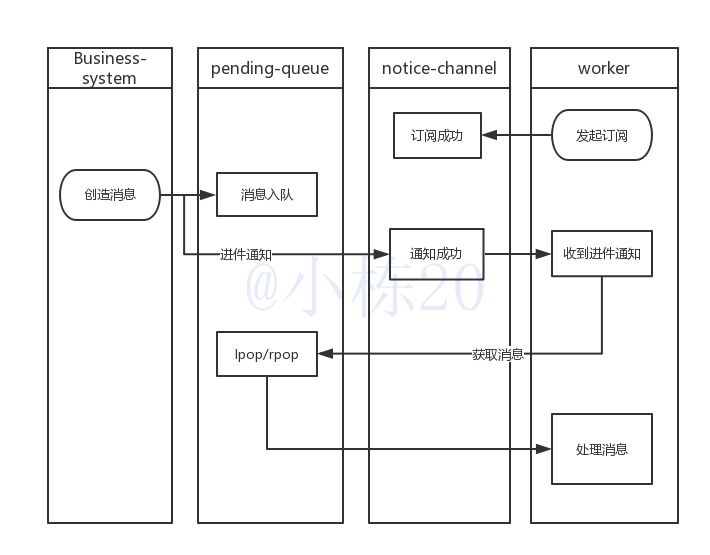 Business-
system
pending-queue
notice-channel
worker
订阅成功
发起订阅
创造消息
消息入队
进件通知
通知成功
收到进件通知
@小栋20
lpop/rpop
获取消息
处理消息